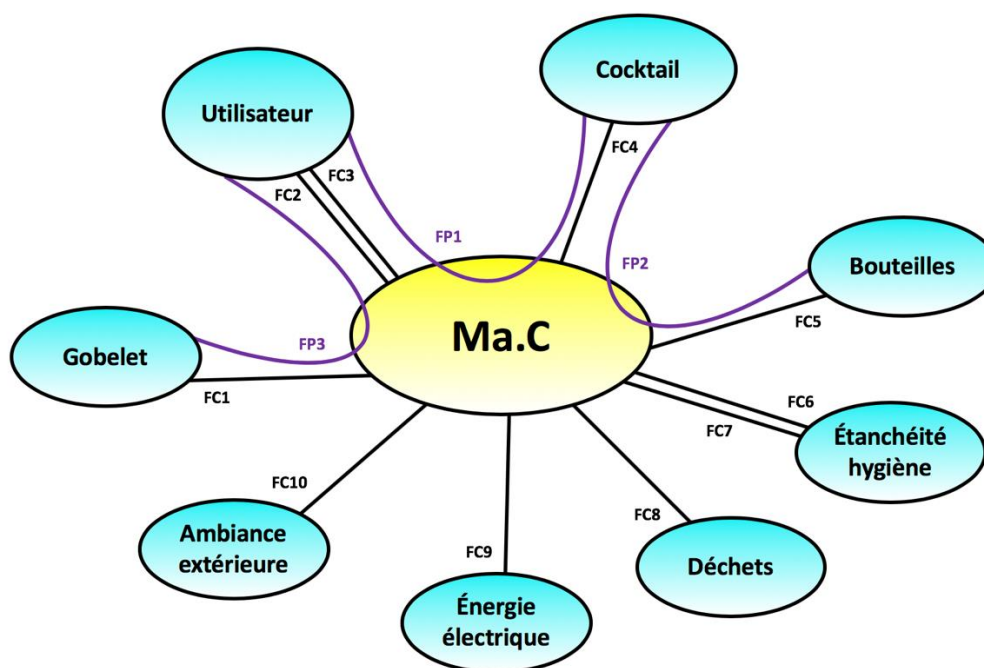 Cocktail
Utilisateur
FC4
FC3
FC2
FP1
FP2
Bouteilles
Ma.C
FC5
FP3
Gobelet
FC1
FC6
FC7
Étanchéité
hygiène
FC10
FC8
Ambiance
extérieure
FC9
Déchets
Énergie
électrique